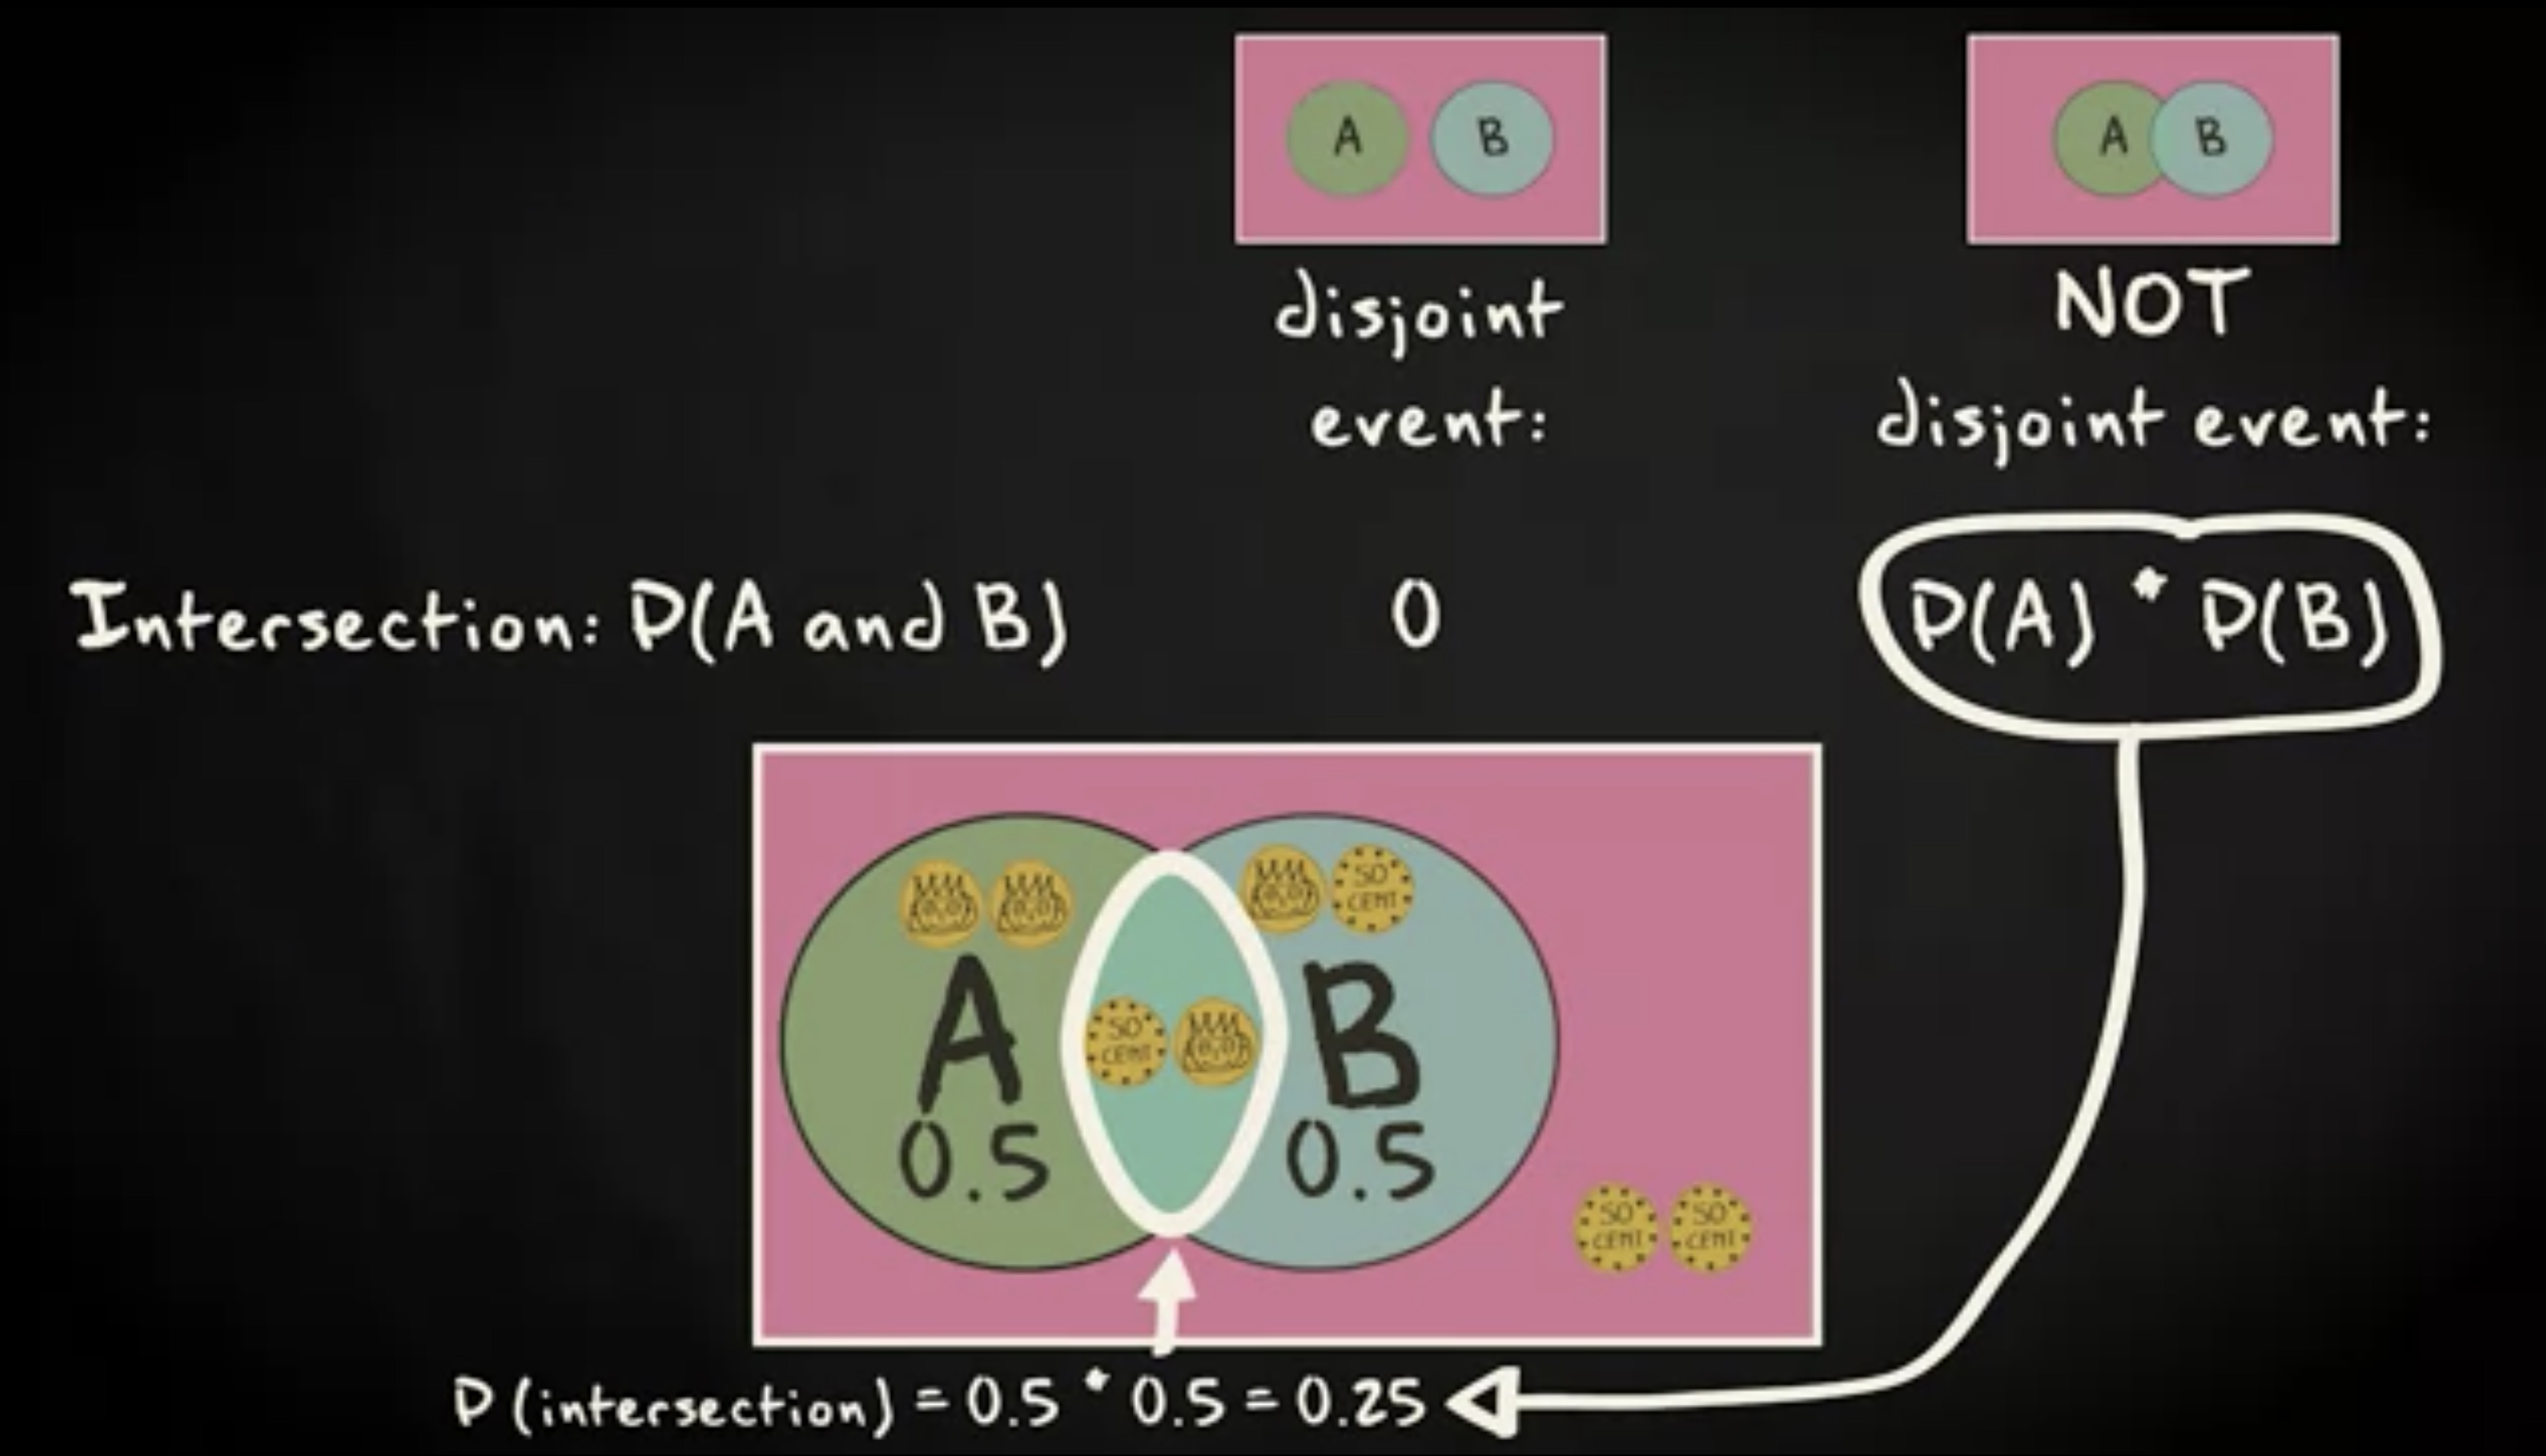 A B
A B
disjoint
event:
NOT
disjoint event:
Intersection: P(A and B) 0 P(A) * P(B)
50 CENT
50 CENT
A B
0.5 0.5
50 CENT 50 CENT
P (intersection) = 0.5 * 0.5 = 0.25